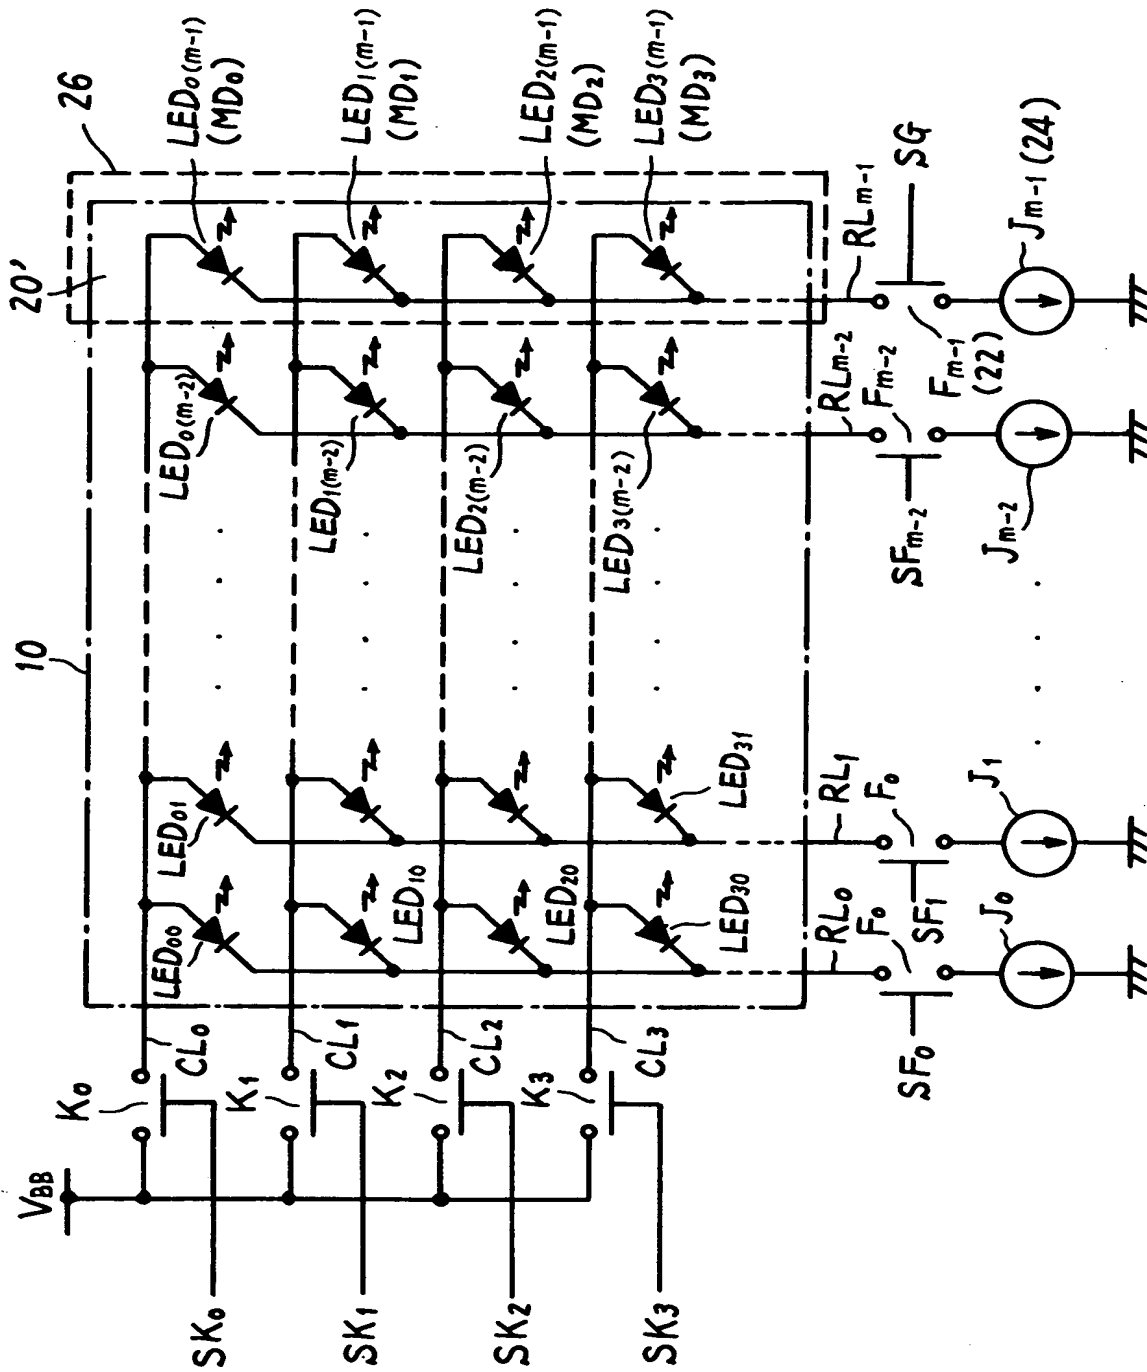 20'
26
10
LED0(m-1)
(MD0)
LED1(m-1)
(MD1)
LED2(m-1)
(MD2)
LED3(m-1)
(MD3)
LED0(m-2)
LED1(m-2)
LED2(m-2)
LED3(m-2)
LED00
LED01
LED10
LED20
LED30
LED31
VBB
K0
K1
K2
K3
CL0
CL1
CL2
CL3
SK0
SK1
SK2
SK3
RL0
RL1
RLm-2
RLm-1
F0
F0
Fm-2
Fm-1
(22)
SF0
SF1
SFm-2
SG
J0
J1
Jm-2
Jm-1 (24)